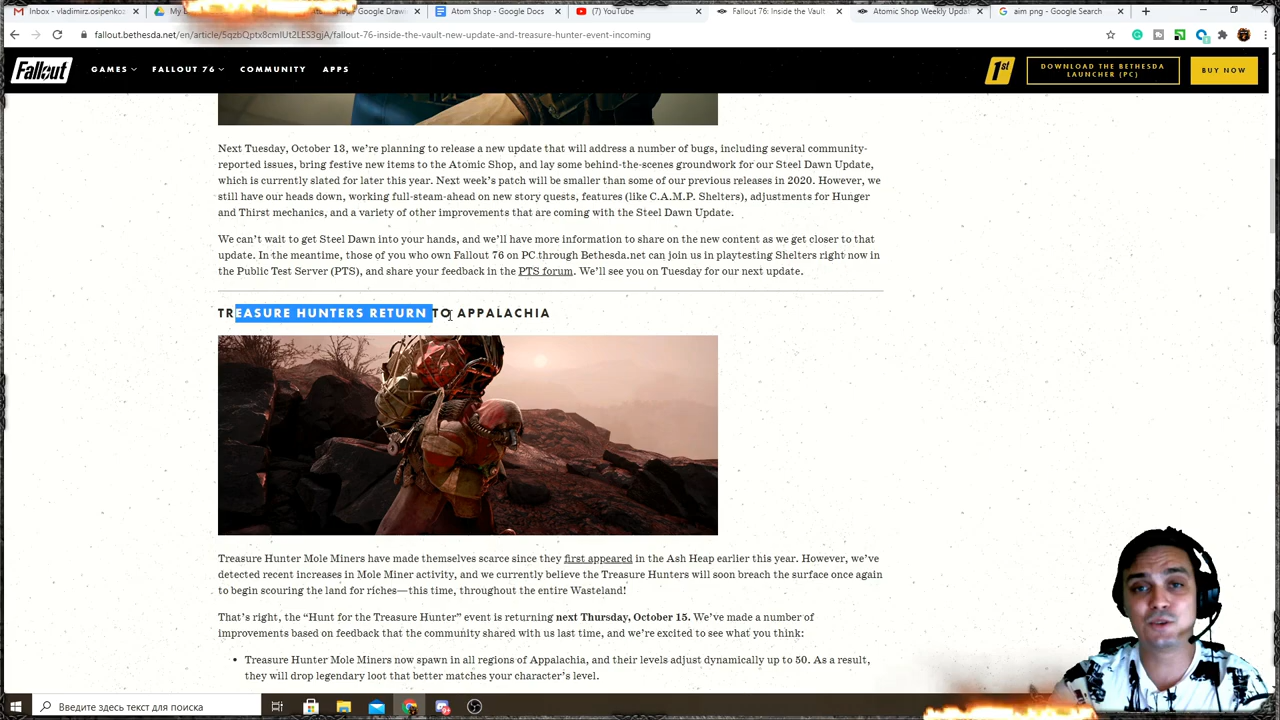 Inbox - vladimirz.osipenko
My
Google Draw
Atom Shop - Google Docs
(7) YouTube
Fallout 76: Inside the Vault
Atomic Shop Weekly Upda
aim png - Google Search
fallout.bethesda.net/en/article/5qzbQptx8cmIUt2LES3gjA/fallout-76-inside-the-vault-new-update-and-treasure-hunter-event-incoming
Fallout
GAMES
FALLOUT 76
COMMUNITY
APPS
1st
DOWNLOAD THE BETHESDA
LAUNCHER (PC)
BUY NOW
Next Tuesday, October 13, we're planning to release a new update that will address a number of bugs, including several community-
reported issues, bring festive new items to the Atomic Shop, and lay some behind-the-scenes groundwork for our Steel Dawn Update,
which is currently slated for later this year. Next week's patch will be smaller than some of our previous releases in 2020. However, we
still have our heads down, working full-steam-ahead on new story quests, features (like C.A.M.P. Shelters), adjustments for Hunger
and Thirst mechanics, and a variety of other improvements that are coming with the Steel Dawn Update.
We can't wait to get Steel Dawn into your hands, and we'll have more information to share on the new content as we get closer to that
update. In the meantime, those of you who own Fallout 76 on PC through Bethesda.net can join us in playtesting Shelters right now in
the Public Test Server (PTS), and share your feedback in the PTS forum. We'll see you on Tuesday for our next update.
TREASURE HUNTERS RETURN TO APPALACHIA
Treasure Hunter Mole Miners have made themselves scarce since they first appeared in the Ash Heap earlier this year. However, we've
detected recent increases in Mole Miner activity, and we currently believe the Treasure Hunters will soon breach the surface once again
to begin scouring the land for riches—this time, throughout the entire Wasteland!
That's right, the "Hunt for the Treasure Hunter" event is returning next Thursday, October 15. We've made a number of
improvements based on feedback that the community shared with us last time, and we're excited to see what you think:
• Treasure Hunter Mole Miners now spawn in all regions of Appalachia, and their levels adjust dynamically up to 50. As a result,
they will drop legendary loot that better matches your character's level.
Введите здесь текст для поиска